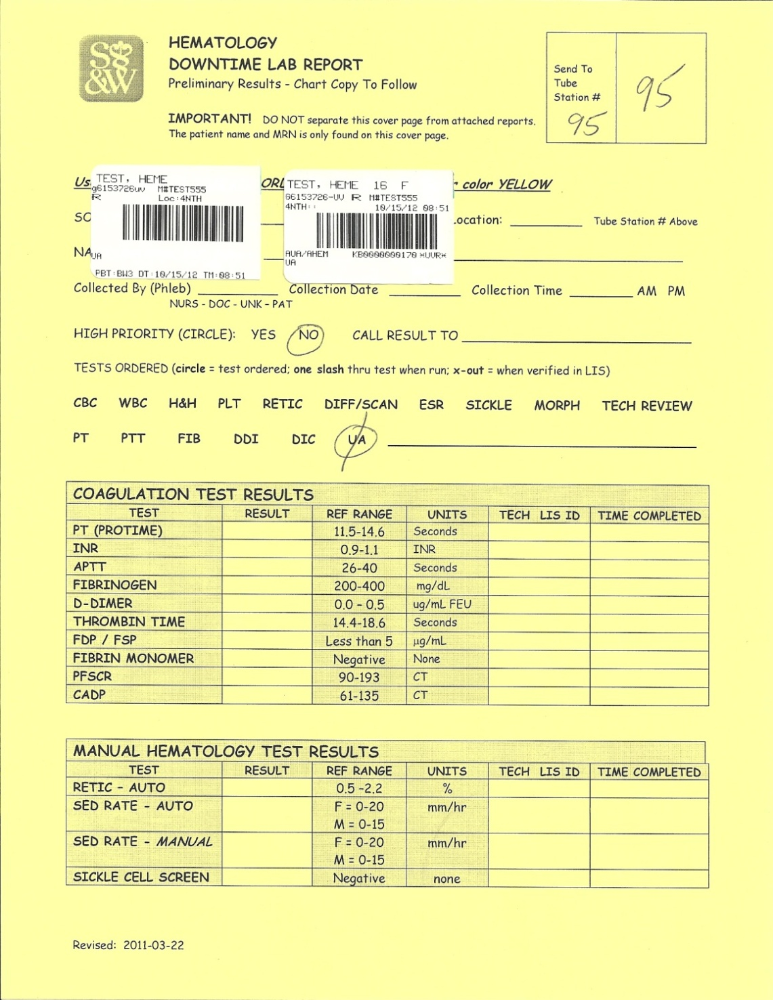 S&W
HEMATOLOGY
DOWNTIME LAB REPORT
Preliminary Results - Chart Copy To Follow
IMPORTANT! DO NOT separate this cover page from attached reports.
The patient name and MRN is only found on this cover page.
Send To
Tube
Station #
95
95
Us
TEST, HEME
g6153726uv M#TEST555
R Loc:4NTH
UA
PBT:BW3 DT:10/15/12 TM:08:51
ORL
TEST, HEME 16 F
G6153726-UV R M#TEST555
4NTH:: 10/15/12 08:51
AUA/AHEM KB0000000170 *UUR*
UA
r color YELLOW
SO
ocation: Tube Station # Above
NA
Collected By (Phleb) Collection Date Collection Time AM PM
NURS - DOC - UNK - PAT
HIGH PRIORITY (CIRCLE): YES NO CALL RESULT TO
TESTS ORDERED (circle = test ordered; one slash thru test when run; x-out = when verified in LIS)
CBC WBC H&H PLT RETIC DIFF/SCAN ESR SICKLE MORPH TECH REVIEW
PT PTT FIB DDI DIC UA
COAGULATION TEST RESULTS
TEST RESULT REF RANGE UNITS TECH LIS ID TIME COMPLETED
PT (PROTIME) 11.5-14.6 Seconds
INR 0.9-1.1 INR
APTT 26-40 Seconds
FIBRINOGEN 200-400 mg/dL
D-DIMER 0.0 - 0.5 ug/mL FEU
THROMBIN TIME 14.4-18.6 Seconds
FDP / FSP Less than 5 µg/mL
FIBRIN MONOMER Negative None
PFSCR 90-193 CT
CADP 61-135 CT
MANUAL HEMATOLOGY TEST RESULTS
TEST RESULT REF RANGE UNITS TECH LIS ID TIME COMPLETED
RETIC - AUTO 0.5 -2.2 %
SED RATE - AUTO F = 0-20 mm/hr
M = 0-15
SED RATE - MANUAL F = 0-20 mm/hr
M = 0-15
SICKLE CELL SCREEN Negative none
Revised: 2011-03-22